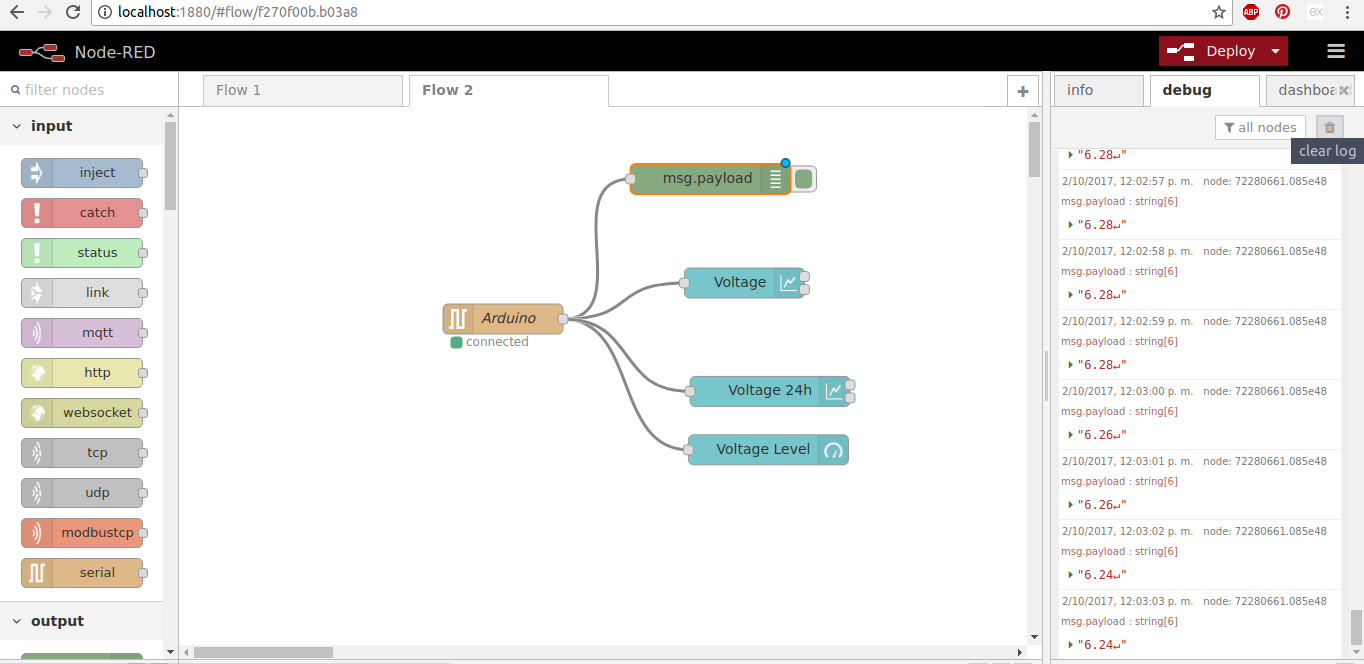 localhost:1880/#flow/f270f00b.b03a8
ABP
ex
Node-RED
Deploy
filter nodes
Flow 1
Flow 2
+
info
debug
dashboa
all nodes
clear log
input
inject
catch
status
link
mqtt
http
websocket
tcp
udp
modbustcp
serial
output
msg.payload
Voltage
Arduino
connected
Voltage 24h
Voltage Level
"6.28↵"
2/10/2017, 12:02:57 p. m. node: 72280661.085e48
msg.payload : string[6]
"6.28↵"
2/10/2017, 12:02:58 p. m. node: 72280661.085e48
msg.payload : string[6]
"6.28↵"
2/10/2017, 12:02:59 p. m. node: 72280661.085e48
msg.payload : string[6]
"6.28↵"
2/10/2017, 12:03:00 p. m. node: 72280661.085e48
msg.payload : string[6]
"6.26↵"
2/10/2017, 12:03:01 p. m. node: 72280661.085e48
msg.payload : string[6]
"6.26↵"
2/10/2017, 12:03:02 p. m. node: 72280661.085e48
msg.payload : string[6]
"6.24↵"
2/10/2017, 12:03:03 p. m. node: 72280661.085e48
msg.payload : string[6]
"6.24↵"